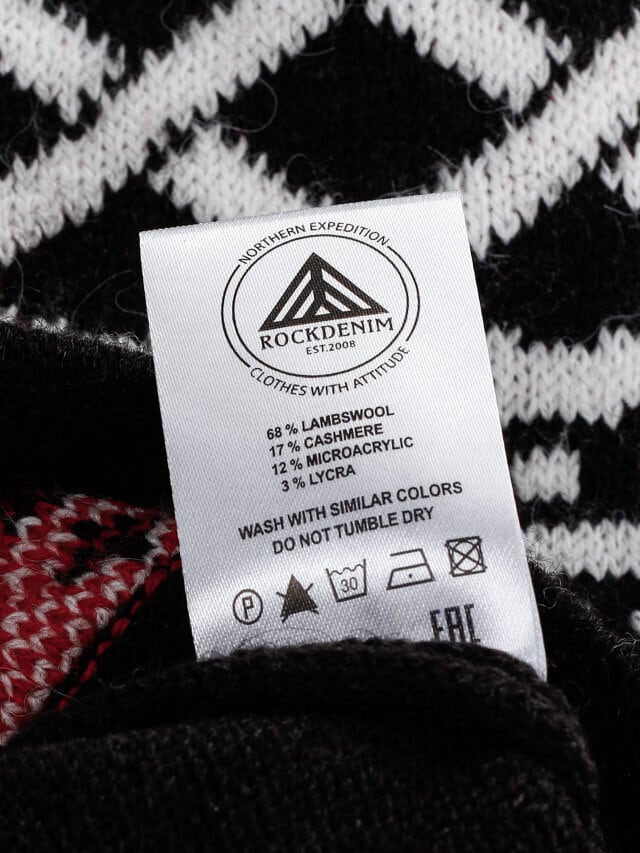 NORTHERN EXPEDITION
ROCKDENIM
EST.2008
CLOTHES WITH ATTITUDE
68 % LAMBSWOOL
17 % CASHMERE
12 % MICROACRYLIC
3 % LYCRA
WASH WITH SIMILAR COLORS
DO NOT TUMBLE DRY
P 30
EAC